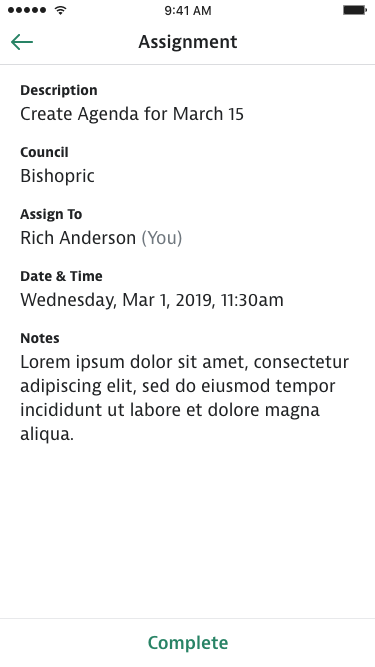 9:41 AM
Assignment
Description
Create Agenda for March 15
Council
Bishopric
Assign To
Rich Anderson (You)
Date & Time
Wednesday, Mar 1, 2019, 11:30am
Notes
Lorem ipsum dolor sit amet, consectetur
adipiscing elit, sed do eiusmod tempor
incididunt ut labore et dolore magna
aliqua.
Complete